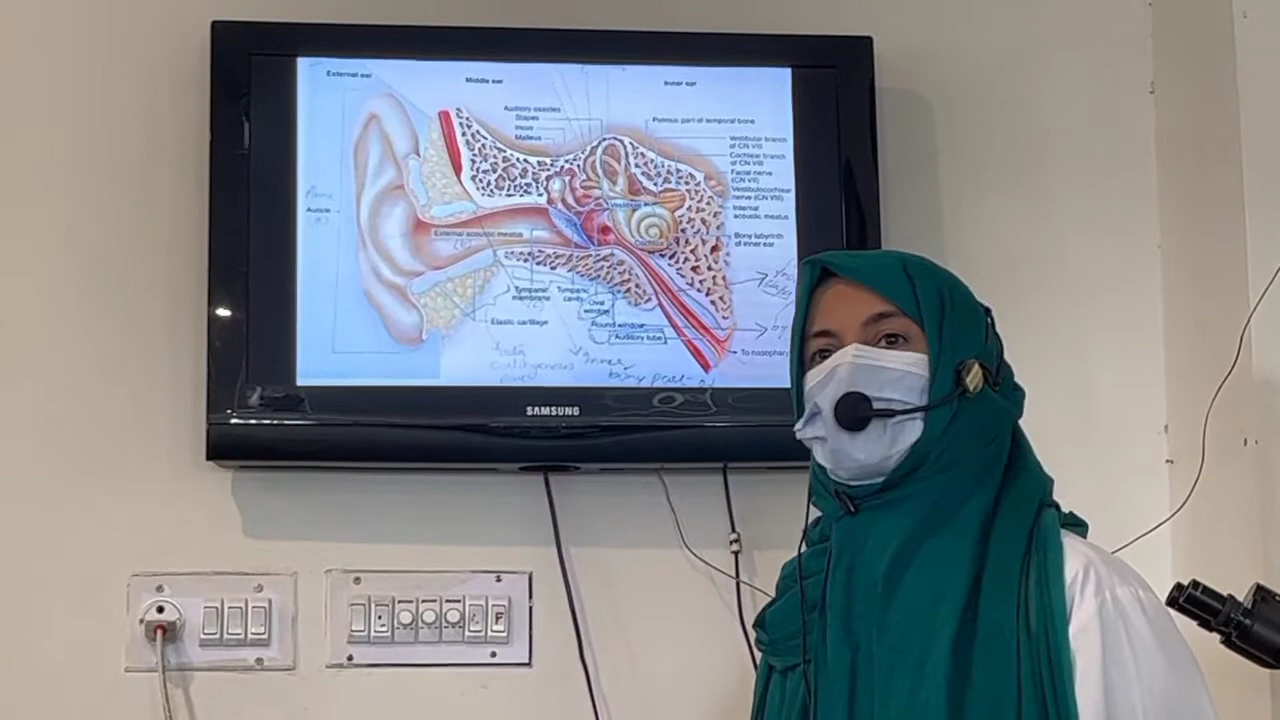 External ear
Middle ear
Inner ear
Auditory ossicles
Stapes
Incus
Malleus
Petrous part of temporal bone
Vestibular branch
of CN VIII
Cochlear branch
of CN VIII
Facial nerve
(CN VII)
Vestibulocochlear
nerve (CN VIII)
Internal
acoustic meatus
Bony labyrinth
of inner ear
Vestibule
Cochlea
Auricle
External acoustic meatus
Tympanic
membrane
Tympanic
cavity
Oval
window
Elastic cartilage
Round window
Auditory tube
To nasophary
bony part
SAMSUNG
F